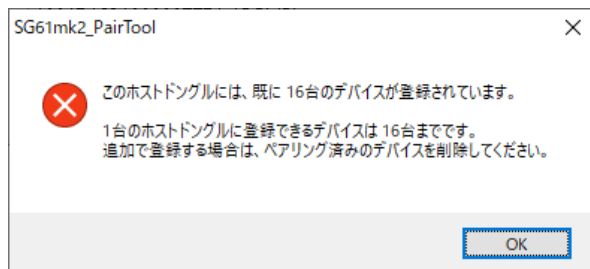 SG61mk2_PairTool
このホストドングルには、既に 16台のデバイスが登録されています。
1台のホストドングルに登録できるデバイスは 16台までです。
追加で登録する場合は、ペアリング済みのデバイスを削除してください。
OK